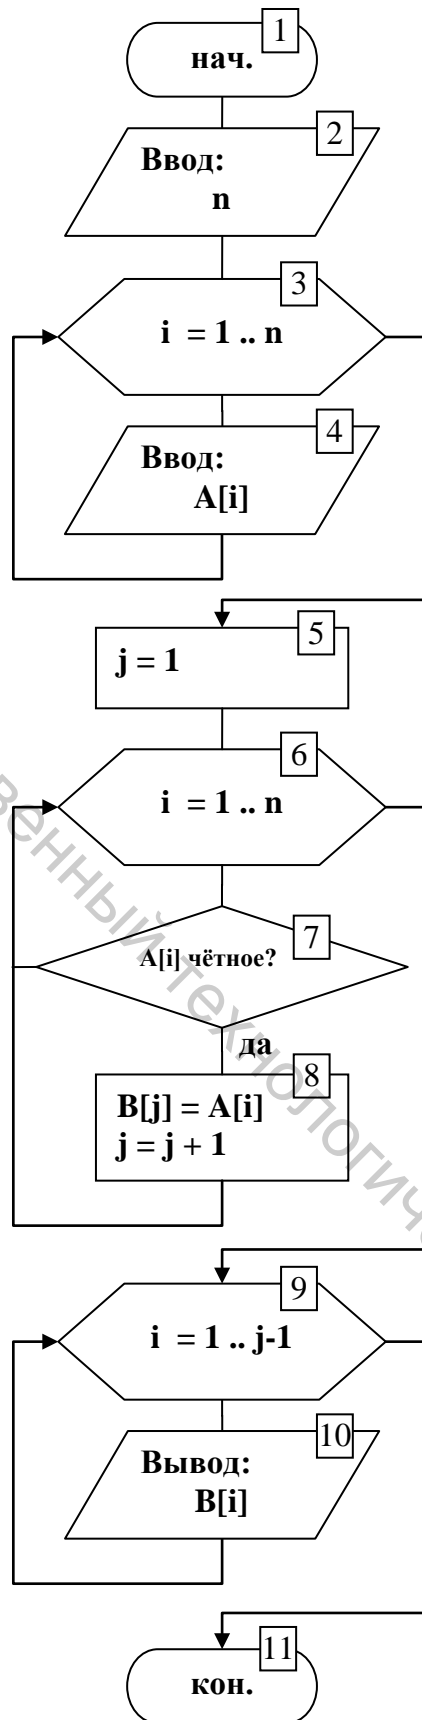 1
нач.
2
Ввод:
n
3
i = 1 .. n
4
Ввод:
A[i]
5
j = 1
6
i = 1 .. n
7
A[i] чётное?
да
8
B[j] = A[i]
j = j + 1
9
i = 1 .. j-1
10
Вывод:
B[i]
11
кон.